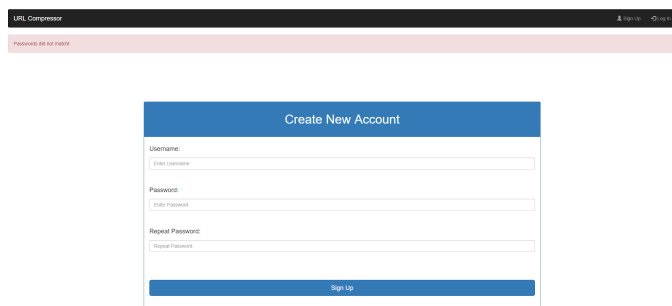 URL Compressor
Sign Up Log In
Passwords did not match!
Create New Account
Username:
Enter Username
Password:
Enter Password
Repeat Password:
Repeat Password
Sign Up